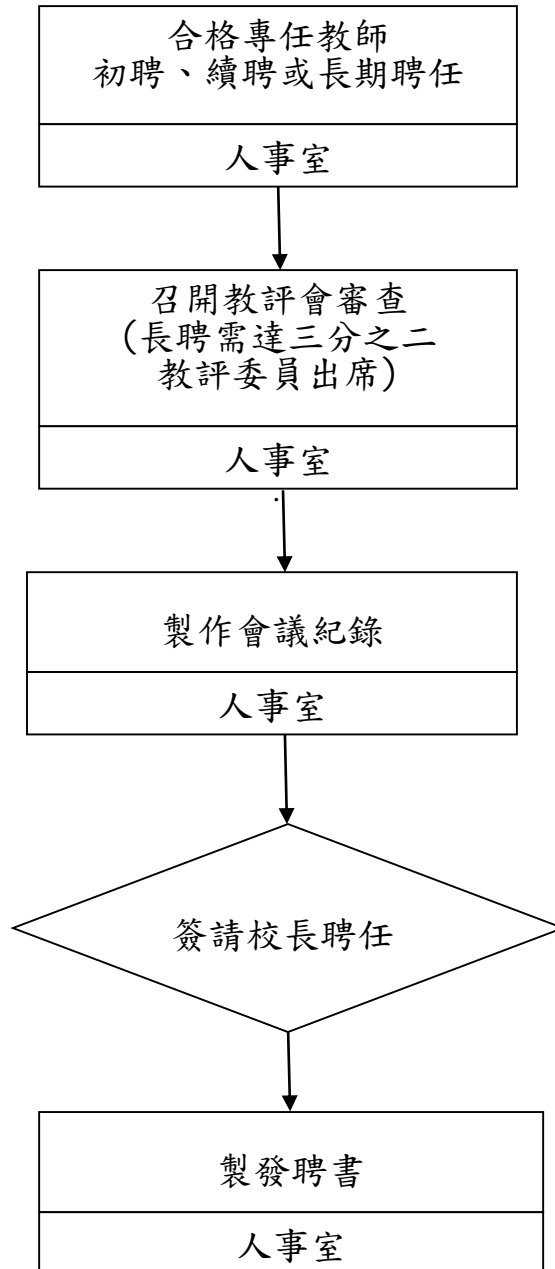 合格專任教師
初聘、續聘或長期聘任
人事室
召開教評會審查
(長聘需達三分之二
教評委員出席)
人事室
.
製作會議紀錄
人事室
簽請校長聘任
製發聘書
人事室